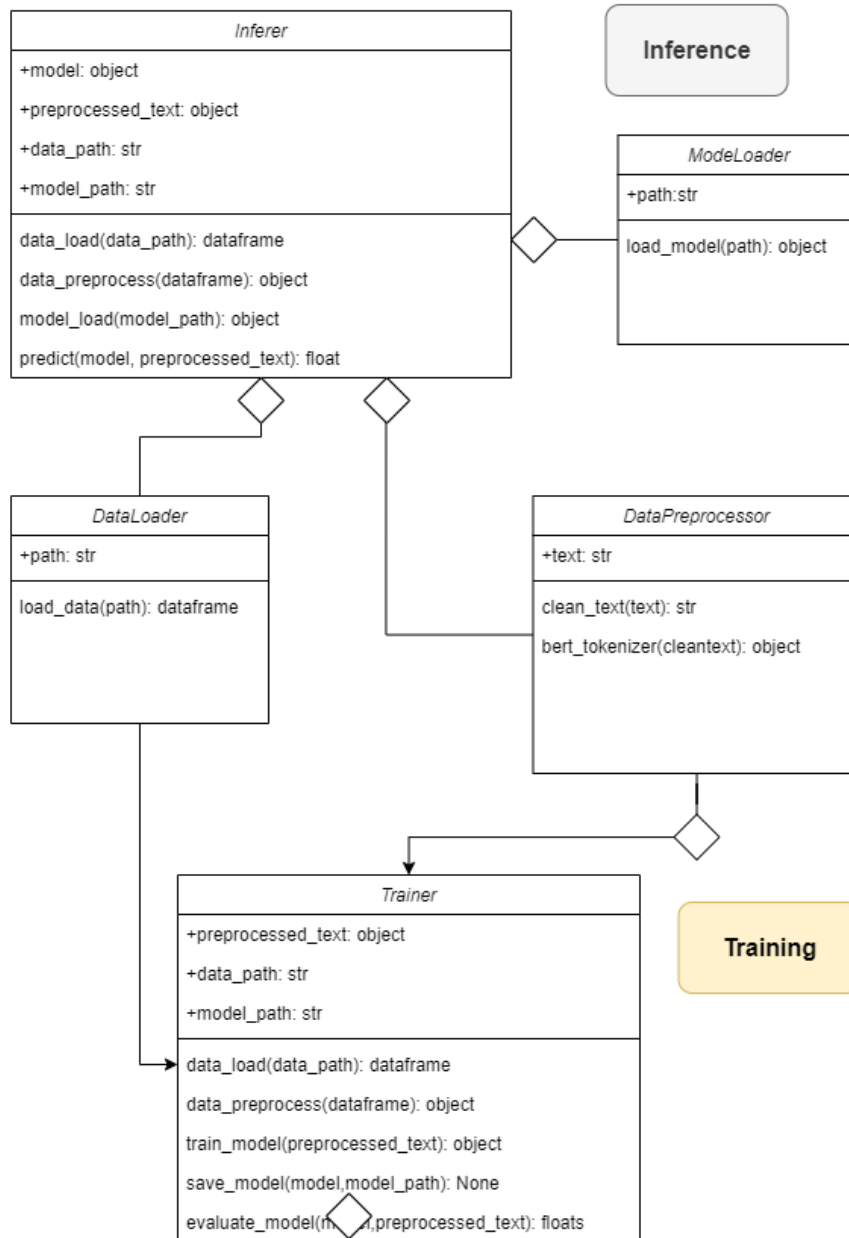 Inferer
+model: object
+preprocessed_text: object
+data_path: str
+model_path: str
data_load(data_path): dataframe
data_preprocess(dataframe): object
model_load(model_path): object
predict(model, preprocessed_text): float
Inference
ModeLoader
+path:str
load_model(path): object
DataLoader
+path: str
load_data(path): dataframe
DataPreprocessor
+text: str
clean_text(text): str
bert_tokenizer(cleantext): object
Trainer
+preprocessed_text: object
+data_path: str
+model_path: str
data_load(data_path): dataframe
data_preprocess(dataframe): object
train_model(preprocessed_text): object
save_model(model,model_path): None
evaluate_model(model,preprocessed_text): floats
Training